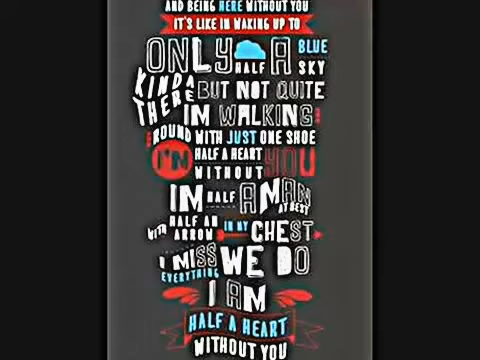 AND BEING HERE WITHOUT YOU
IT'S LIKE IM WAKING UP TO
ONLY HALF A BLUE SKY
KINDA THERE BUT NOT QUITE
IM WALKING
ROUND WITH JUST ONE SHOE
I'M HALF A HEART WITHOUT YOU
IM HALF A MAN AT BEST
WITH HALF AN ARROW IN MY CHEST
I MISS EVERYTHING WE DO
I AM
HALF A HEART
WITHOUT YOU